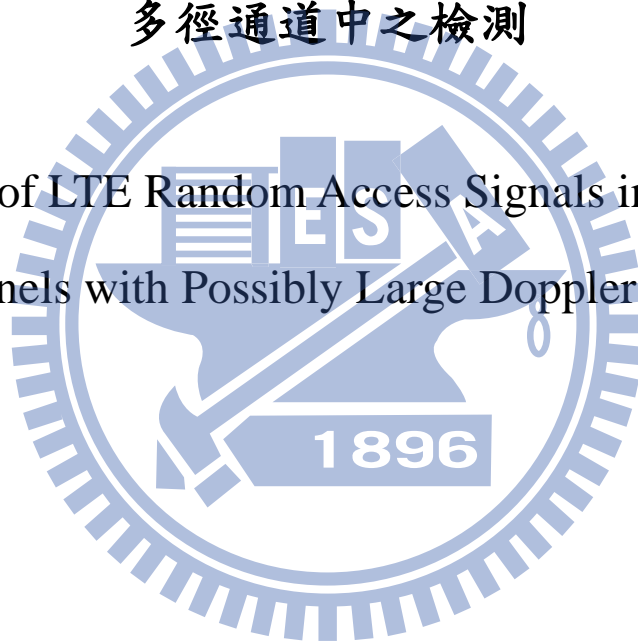 多徑通道中之檢測
of LTE Random Access Signals in
nels with Possibly Large Doppler
E S A
1896